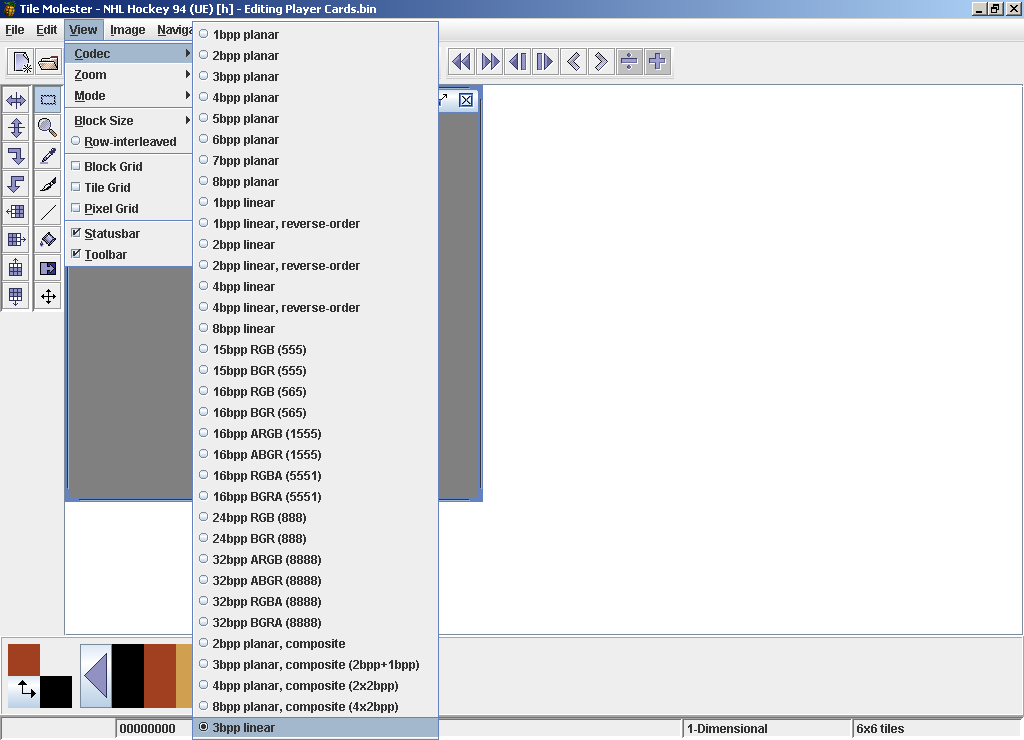 Tile Molester - NHL Hockey 94 (UE) [h] - Editing Player Cards.bin
File Edit View Image Naviga
Codec
Zoom
Mode
Block Size
Row-interleaved
Block Grid
Tile Grid
Pixel Grid
Statusbar
Toolbar
1bpp planar
2bpp planar
3bpp planar
4bpp planar
5bpp planar
6bpp planar
7bpp planar
8bpp planar
1bpp linear
1bpp linear, reverse-order
2bpp linear
2bpp linear, reverse-order
4bpp linear
4bpp linear, reverse-order
8bpp linear
15bpp RGB (555)
15bpp BGR (555)
16bpp RGB (565)
16bpp BGR (565)
16bpp ARGB (1555)
16bpp ABGR (1555)
16bpp RGBA (5551)
16bpp BGRA (5551)
24bpp RGB (888)
24bpp BGR (888)
32bpp ARGB (8888)
32bpp ABGR (8888)
32bpp RGBA (8888)
32bpp BGRA (8888)
2bpp planar, composite
3bpp planar, composite (2bpp+1bpp)
4bpp planar, composite (2x2bpp)
8bpp planar, composite (4x2bpp)
3bpp linear
00000000 1-Dimensional 6x6 tiles